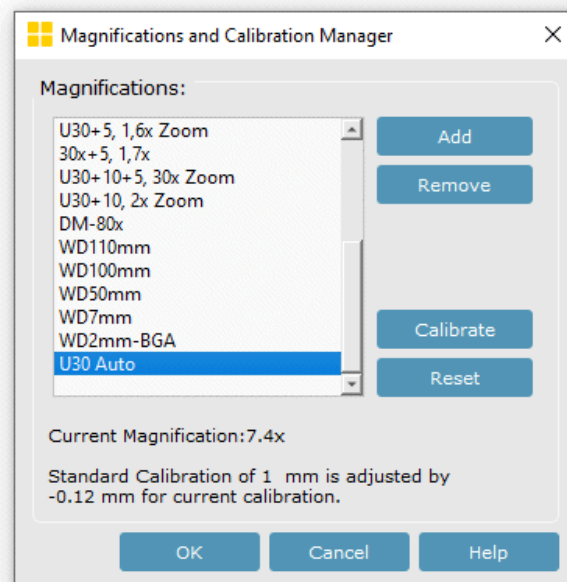 Magnifications and Calibration Manager
Magnifications:
U30+5, 1,6x Zoom
30x+5, 1,7x
U30+10+5, 30x Zoom
U30+10, 2x Zoom
DM-80x
WD110mm
WD100mm
WD50mm
WD7mm
WD2mm-BGA
U30 Auto
Add
Remove
Calibrate
Reset
Current Magnification:7.4x
Standard Calibration of 1  mm is adjusted by
-0.12 mm for current calibration.
OK
Cancel
Help